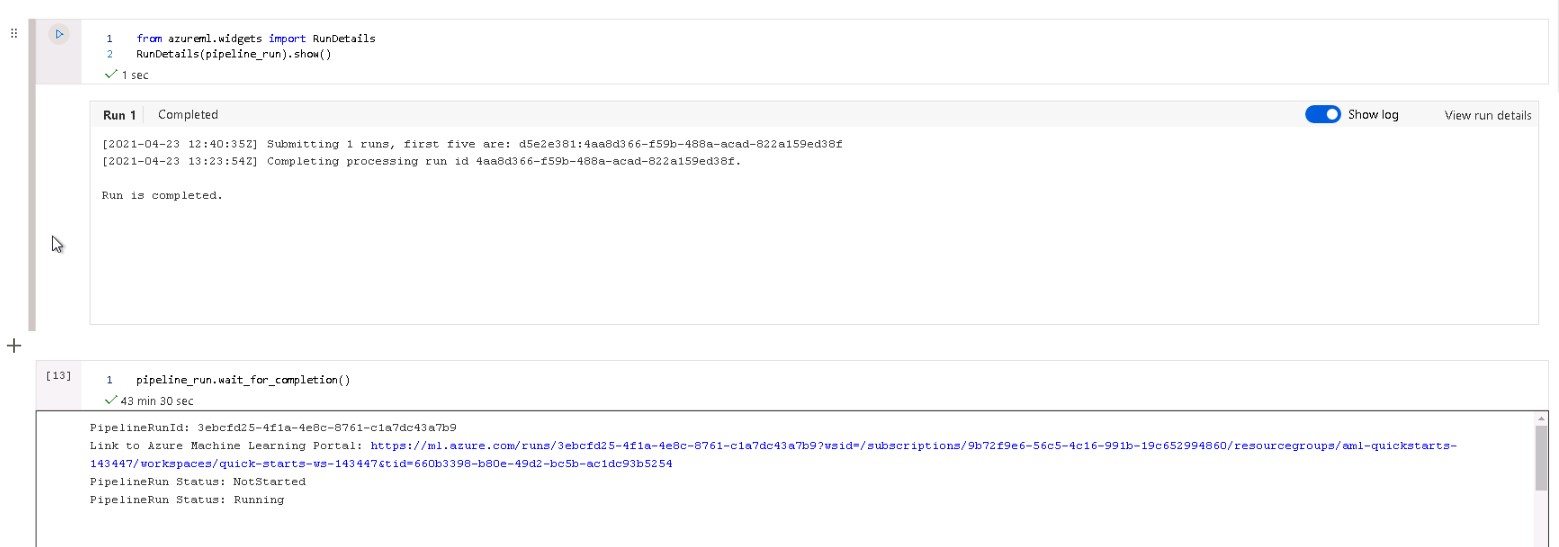 1 from azureml.widgets import RunDetails
2 RunDetails(pipeline_run).show()
1 sec
Run 1 Completed Show log View run details
[2021-04-23 12:40:35Z] Submitting 1 runs, first five are: d5e2e381:4aa8d366-f59b-488a-acad-822a159ed38f
[2021-04-23 13:23:54Z] Completing processing run id 4aa8d366-f59b-488a-acad-822a159ed38f.
Run is completed.
[13] 1 pipeline_run.wait_for_completion()
43 min 30 sec
PipelineRunId: 3ebcfd25-4f1a-4e8c-8761-c1a7dc43a7b9
Link to Azure Machine Learning Portal: https://ml.azure.com/runs/3ebcfd25-4f1a-4e8c-8761-c1a7dc43a7b9?wsid=/subscriptions/9b72f9e6-56c5-4c16-991b-19c652994860/resourcegroups/aml-quickstarts-
143447/workspaces/quick-starts-ws-143447&tid=660b3398-b80e-49d2-bc5b-ac1dc93b5254
PipelineRun Status: NotStarted
PipelineRun Status: Running